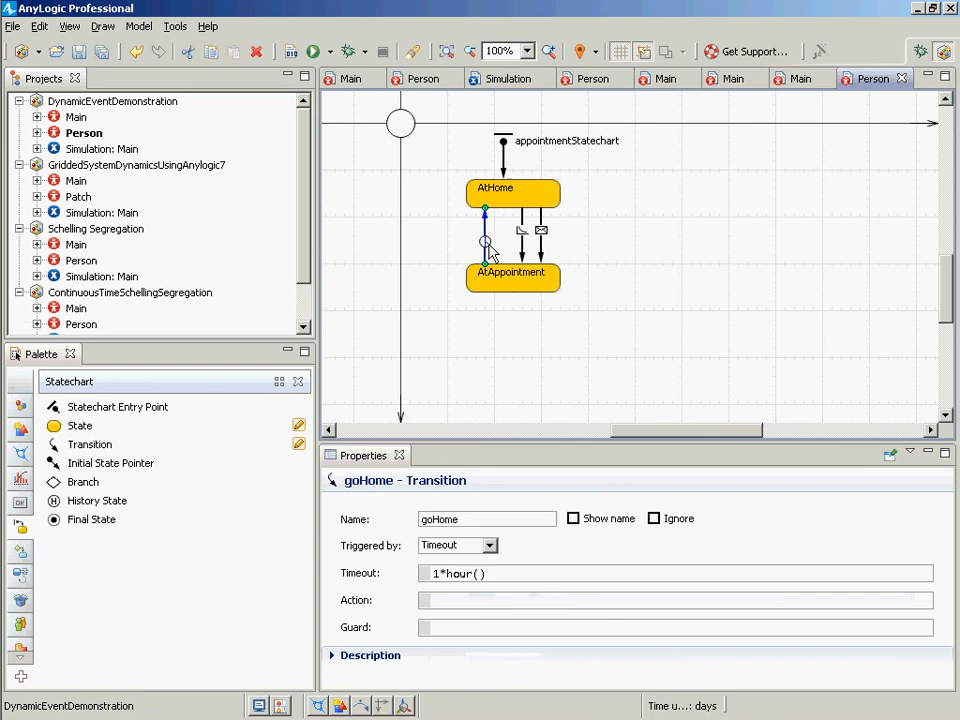 AnyLogic Professional
File Edit View Draw Model Tools Help
100% Get Support...
Projects
DynamicEventDemonstration
Main
Person
Simulation: Main
GriddedSystemDynamicsUsingAnylogic7
Main
Patch
Simulation: Main
Schelling Segregation
Main
Person
Simulation: Main
ContinuousTimeSchellingSegregation
Main
Person
Palette
Statechart
Statechart Entry Point
State
Transition
Initial State Pointer
Branch
History State
Final State
Main Person Simulation Person Main Main Main Person
appointmentStatechart
AtHome
AtAppointment
Properties
goHome - Transition
Name: goHome Show name Ignore
Triggered by: Timeout
Timeout: 1*hour()
Action:
Guard:
Description
DynamicEventDemonstration Time u...: days